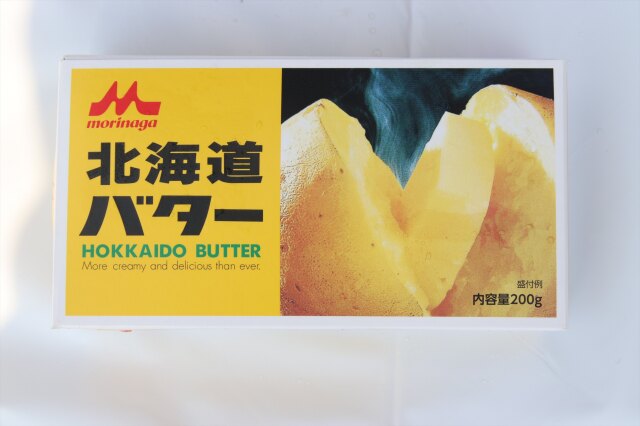 morinaga
北海道
バター
HOKKAIDO BUTTER
More creamy and delicious than ever.
盛付例
内容量200g